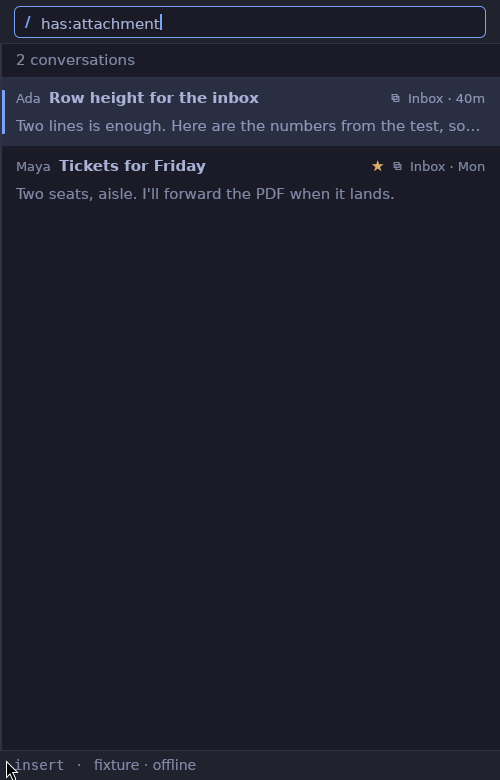 / has:attachment
2 conversations
Ada Row height for the inbox Inbox · 40m
Two lines is enough. Here are the numbers from the test, so...
Maya Tickets for Friday ★ Inbox · Mon
Two seats, aisle. I'll forward the PDF when it lands.
insert · fixture · offline